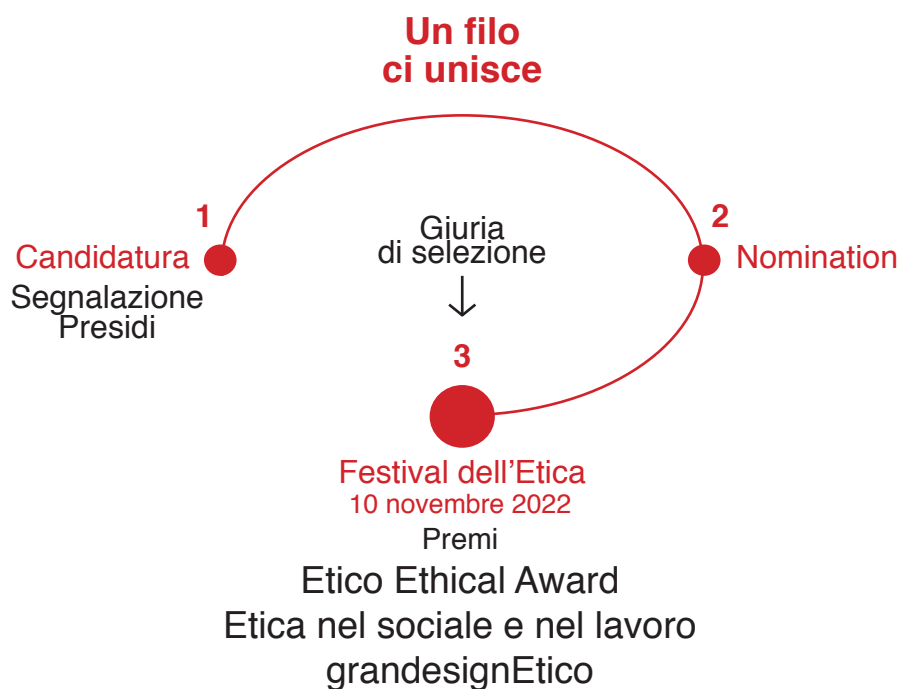 Un filo
ci unisce
1
Candidatura
Segnalazione
Presidi
2
Nomination
Giuria
di selezione
3
Festival dell'Etica
10 novembre 2022
Premi
Etico Ethical Award
Etica nel sociale e nel lavoro
grandesignEtico